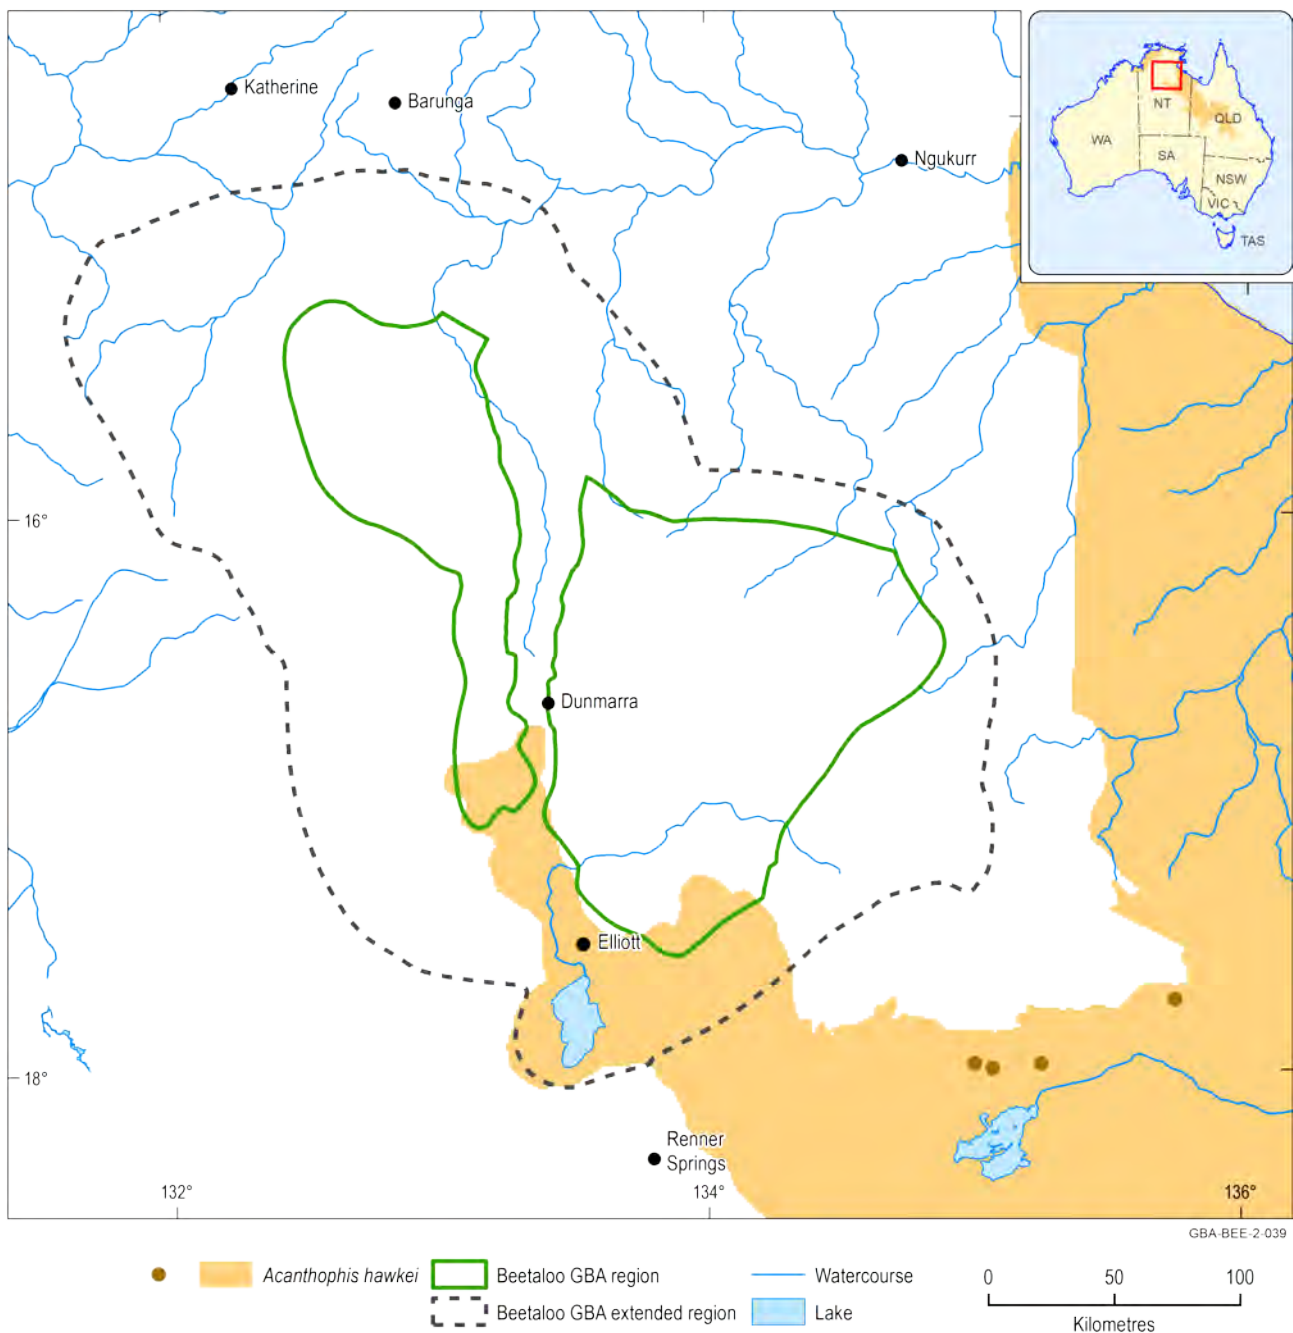 Katherine
Barunga
Ngukurr
WA
NT
QLD
SA
NSW
VIC
TAS
16°
Dunmarra
Elliott
18°
Renner
Springs
132°
134°
136°
GBA-BEE-2-039
Acanthophis hawkei
Beetaloo GBA region
Watercourse
0 50 100
Beetaloo GBA extended region
Lake
Kilometres